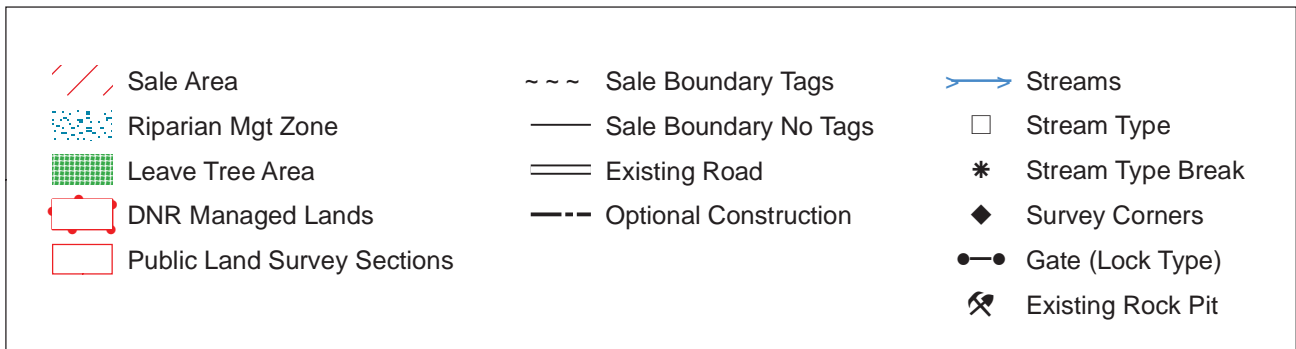 Sale Area
Riparian Mgt Zone
Leave Tree Area
DNR Managed Lands
Public Land Survey Sections
Sale Boundary Tags
Sale Boundary No Tags
Existing Road
Optional Construction
Streams
Stream Type
Stream Type Break
Survey Corners
Gate (Lock Type)
Existing Rock Pit